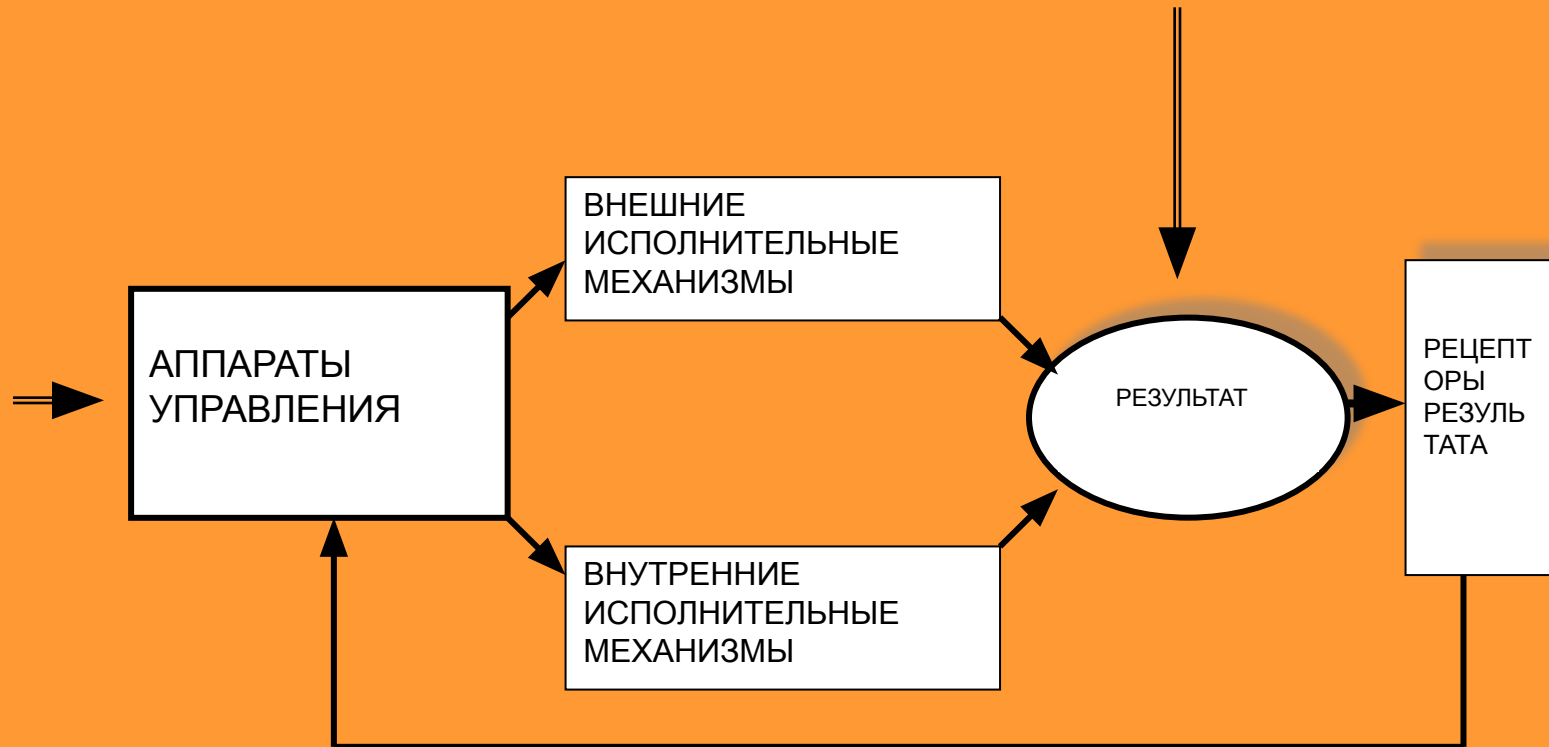 ВНЕШНИЕ
ИСПОЛНИТЕЛЬНЫЕ
МЕХАНИЗМЫ
АППАРАТЫ
УПРАВЛЕНИЯ
РЕЗУЛЬТАТ
РЕЦЕПТ
ОРЫ
РЕЗУЛЬ
ТАТА
ВНУТРЕННИЕ
ИСПОЛНИТЕЛЬНЫЕ
МЕХАНИЗМЫ